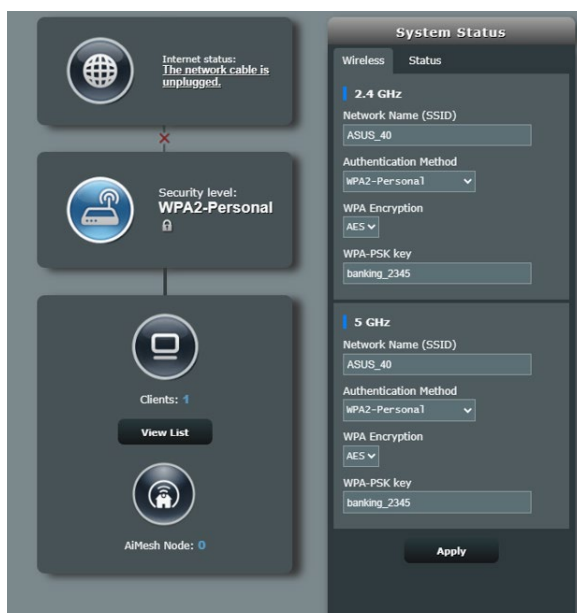 Internet status:
The network cable is
unplugged.
Security level:
WPA2-Personal
Clients: 1
View List
AiMesh Node: 0
System Status
Wireless
Status
2.4 GHz
Network Name (SSID)
ASUS_40
Authentication Method
WPA2-Personal
WPA Encryption
AES
WPA-PSK key
banking_2345
5 GHz
Network Name (SSID)
ASUS_40
Authentication Method
WPA2-Personal
WPA Encryption
AES
WPA-PSK key
banking_2345
Apply